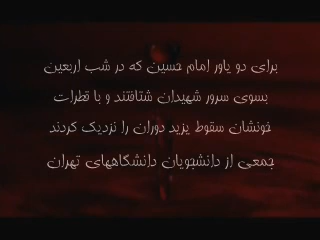 برای دو یاور امام حسین که در شب اربعین
بسوی سرور شهیدان شتافتند و با قطرات
خونشان سقوط یزید دوران را نزدیک کردند
جمعی از دانشجویان دانشگاههای تهران